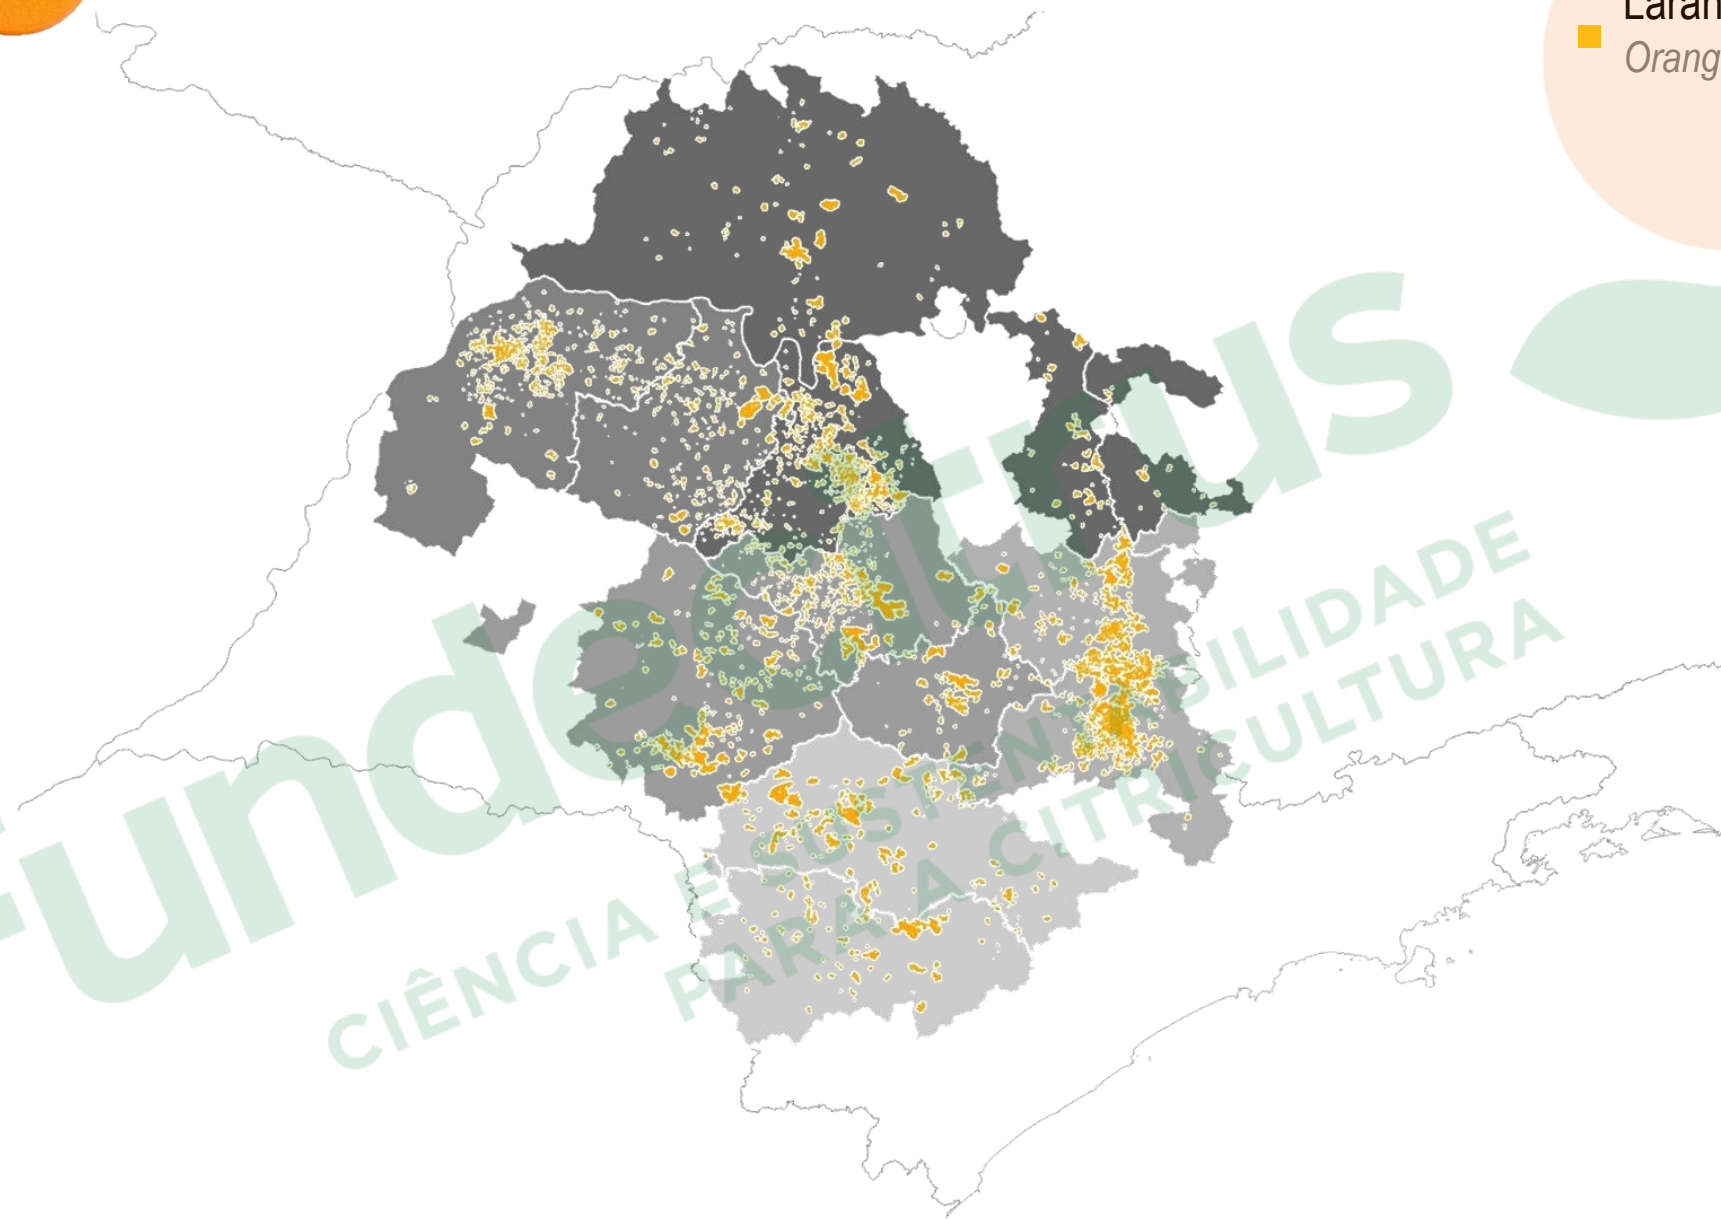 Laran
Orang
Fundecitrus
CIÊNCIA E SUSTENTABILIDADE
PARA A CITRICULTURA